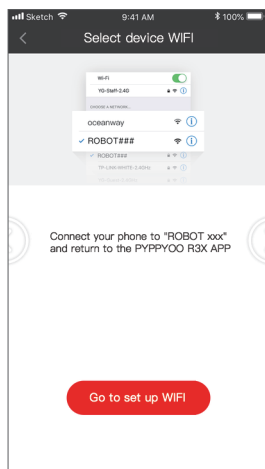 Sketch 9:41 AM 100%
Select device WIFI
Wi-Fi
YG-Staff-2.4G
CHOOSE A NETWORK...
oceanway
✓ ROBOT###
✓ ROBOT###
TP-LINK-WHITE-2.4GHz
Connect your phone to "ROBOT xxx"
and return to the PYPPYOO R3X APP
Go to set up WIFI